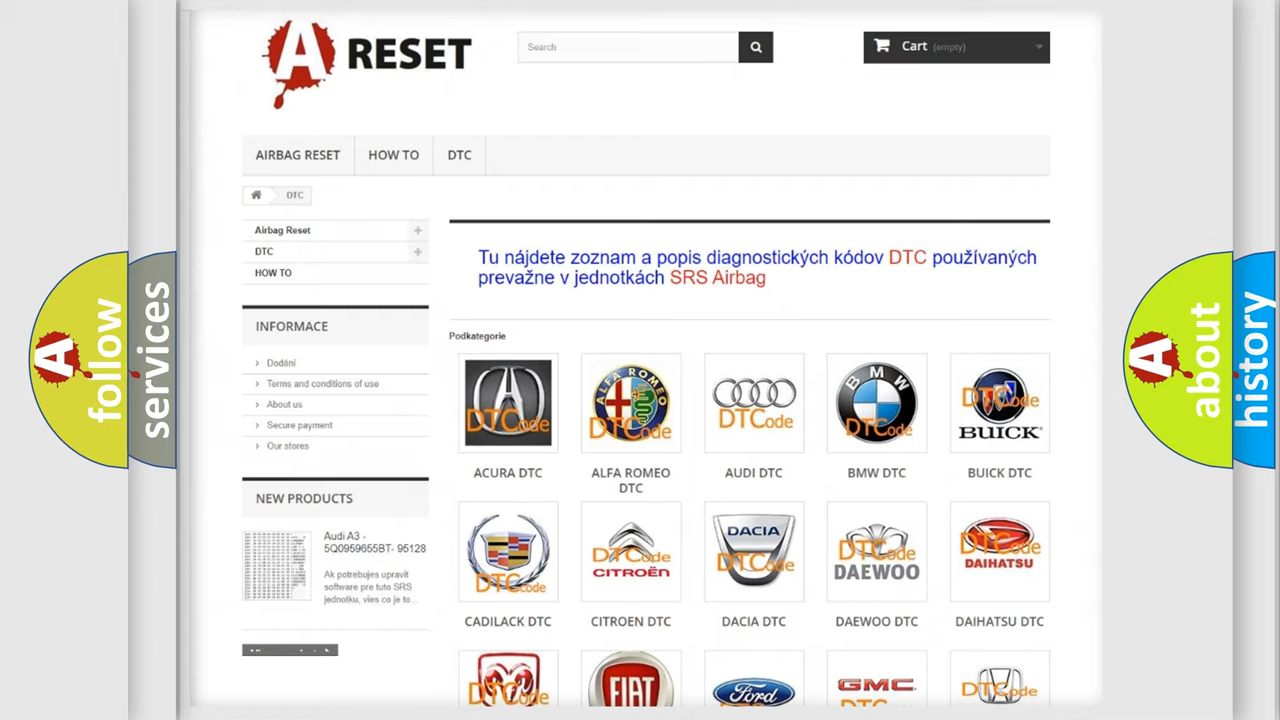 A RESET
Search
Cart (empty)
AIRBAG RESET
HOW TO
DTC
DTC
Airbag Reset
DTC
HOW TO
Tu nájdete zoznam a popis diagnostických kódov DTC používaných
prevažne v jednotkách SRS Airbag
INFORMACE
Dodání
Terms and conditions of use
About us
Secure payment
Our stores
Podkategorie
DTCode
ALFA ROMEO
DTCode
DTCode
BMW
DTCode
DTCode
BUICK
ACURA DTC
ALFA ROMEO
DTC
AUDI DTC
BMW DTC
BUICK DTC
NEW PRODUCTS
Audi A3 -
5Q0959655BT- 95128
Ak potrebujes upravit
software pre tuto SRS
jednotku, vies co je to...
DTCode
DTCode
CITROËN
DACIA
DTCode
DTCode
DAEWOO
DTCode
DAIHATSU
CADILACK DTC
CITROEN DTC
DACIA DTC
DAEWOO DTC
DAIHATSU DTC
DTCode
FIAT
Ford
GMC
DTCode
A
follow
services
A
about
history